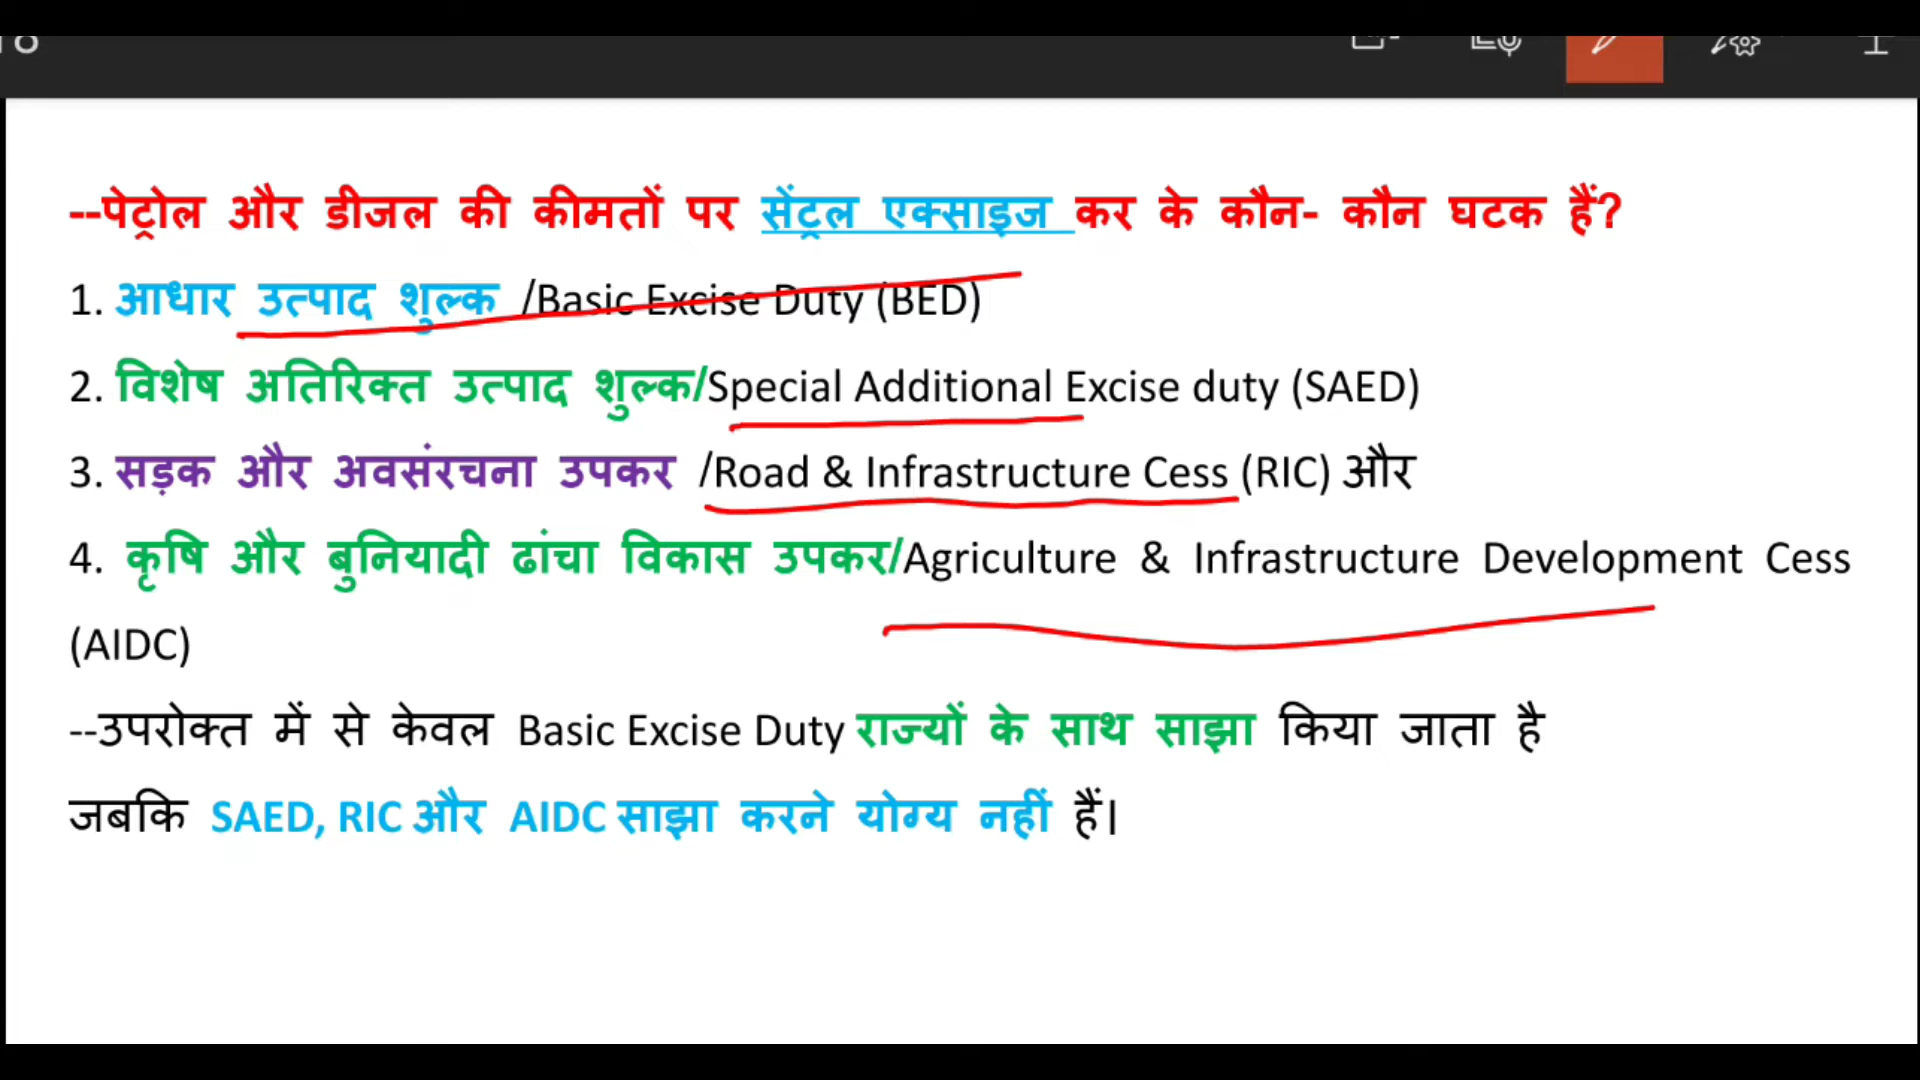 --पेट्रोल और डीजल की कीमतों पर सेंट्रल एक्साइज कर के कौन- कौन घटक हैं?
1. आधार उत्पाद शुल्क /Basic Excise Duty (BED)
2. विशेष अतिरिक्त उत्पाद शुल्क/Special Additional Excise duty (SAED)
3. सड़क और अवसंरचना उपकर /Road & Infrastructure Cess (RIC) और
4. कृषि और बुनियादी ढांचा विकास उपकर/Agriculture & Infrastructure Development Cess
(AIDC)
--उपरोक्त में से केवल Basic Excise Duty राज्यों के साथ साझा किया जाता है
जबकि SAED, RIC और AIDC साझा करने योग्य नहीं हैं।